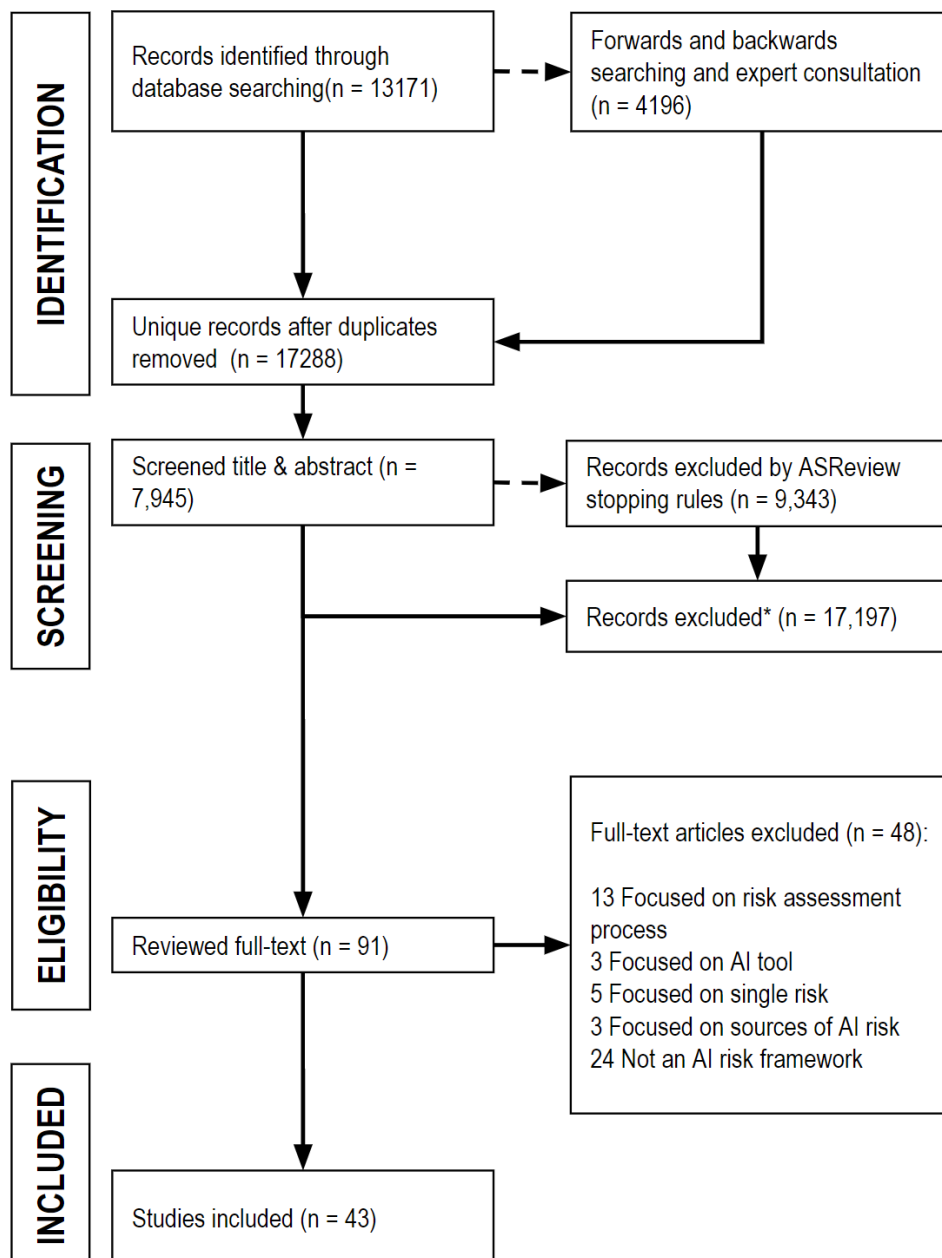 IDENTIFICATION
Records identified through
database searching(n = 13171)
Forwards and backwards
searching and expert consultation
(n = 4196)
Unique records after duplicates
removed (n = 17288)
SCREENING
Screened title & abstract (n =
7,945)
Records excluded by ASReview
stopping rules (n = 9,343)
Records excluded* (n = 17,197)
ELIGIBILITY
Reviewed full-text (n = 91)
Full-text articles excluded (n = 48):
13 Focused on risk assessment
process
3 Focused on AI tool
5 Focused on single risk
3 Focused on sources of AI risk
24 Not an AI risk framework
INCLUDED
Studies included (n = 43)